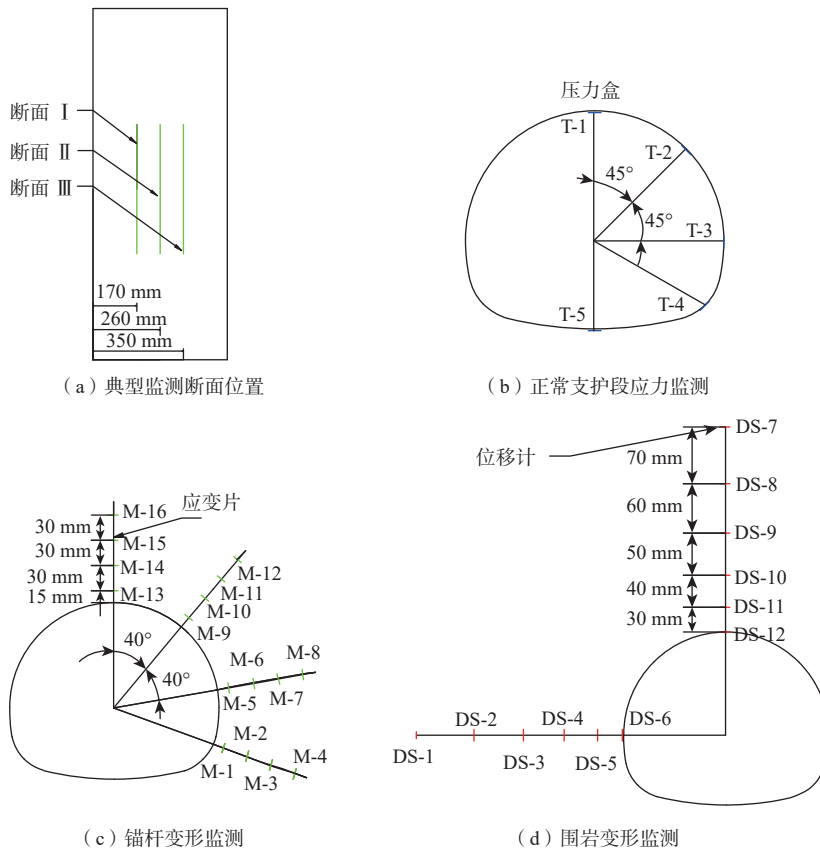 断面 Ⅰ
断面 Ⅱ
断面 Ⅲ
170 mm
260 mm
350 mm
(a)典型监测断面位置
压力盒
T-1
T-2
45°
45°
T-3
T-4
T-5
(b)正常支护段应力监测
应变片
M-16
30 mm
M-15
30 mm
M-14
30 mm
M-13
15 mm
M-12
M-11
M-10
M-9
40°
40°
M-6
M-8
M-5
M-7
M-2
M-4
M-1
M-3
(c)锚杆变形监测
位移计
DS-7
70 mm
DS-8
60 mm
DS-9
50 mm
DS-10
40 mm
DS-11
30 mm
DS-12
DS-2
DS-4
DS-6
DS-1
DS-3
DS-5
(d)围岩变形监测